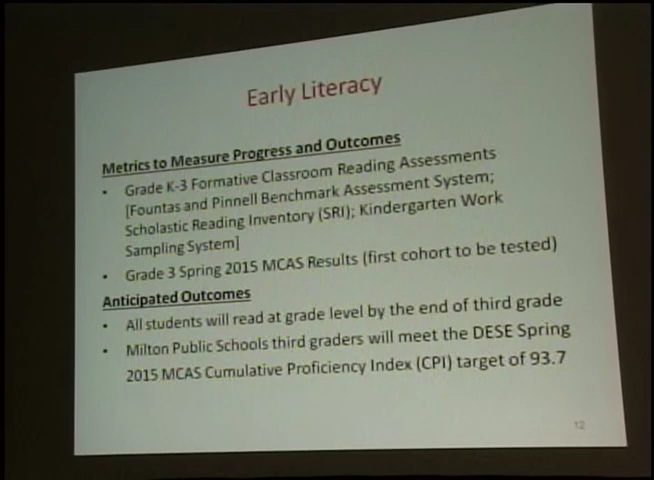 Early Literacy
Metrics to Measure Progress and Outcomes
• Grade K-3 Formative Classroom Reading Assessments
[Fountas and Pinnell Benchmark Assessment System;
Scholastic Reading Inventory (SRI); Kindergarten Work
Sampling System]
• Grade 3 Spring 2015 MCAS Results (first cohort to be tested)
Anticipated Outcomes
• All students will read at grade level by the end of third grade
• Milton Public Schools third graders will meet the DESE Spring
2015 MCAS Cumulative Proficiency Index (CPI) target of 93.7
12